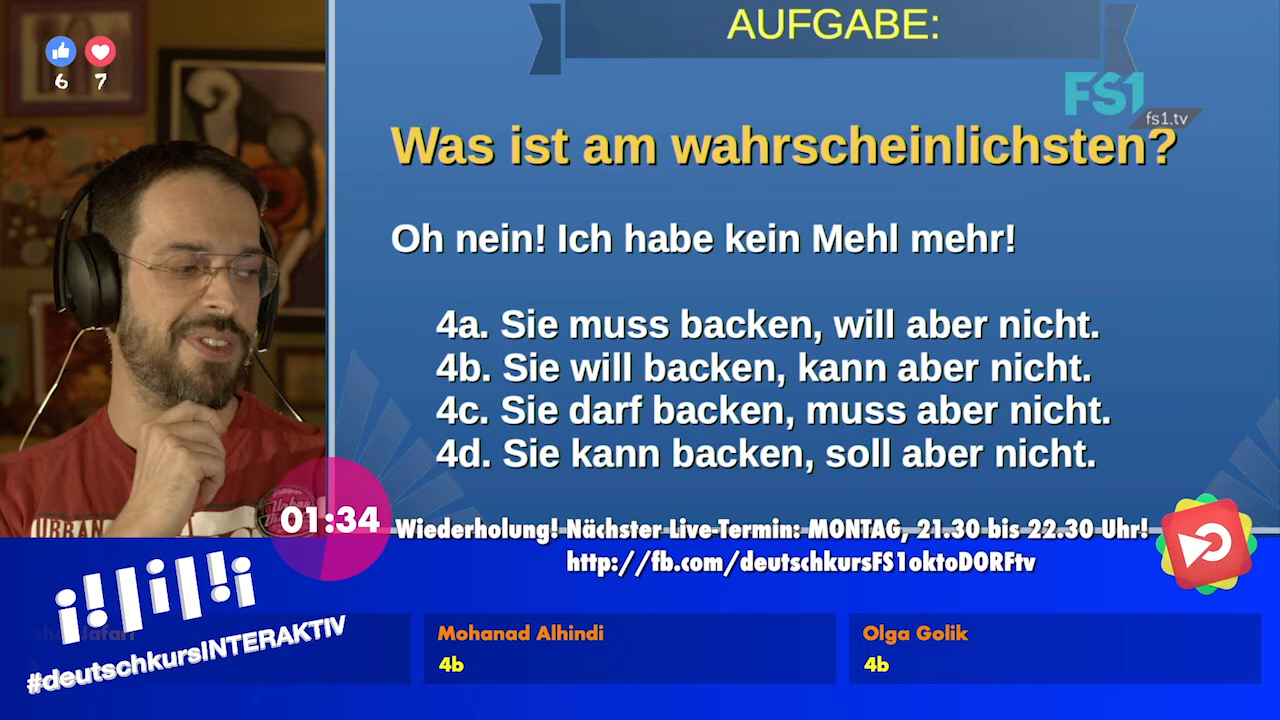 6 7
AUFGABE:
FS1
fs1.tv
Was ist am wahrscheinlichsten?
Oh nein! Ich habe kein Mehl mehr!
4a. Sie muss backen, will aber nicht.
4b. Sie will backen, kann aber nicht.
4c. Sie darf backen, muss aber nicht.
4d. Sie kann backen, soll aber nicht.
URBAN
01:34
Wiederholung! Nächster Live-Termin: MONTAG, 21.30 bis 22.30 Uhr!
http://fb.com/deutschkursFS1oktoDORFtv
#deutschkursINTERAKTIV
Mohanad Alhindi
4b
Olga Golik
4b